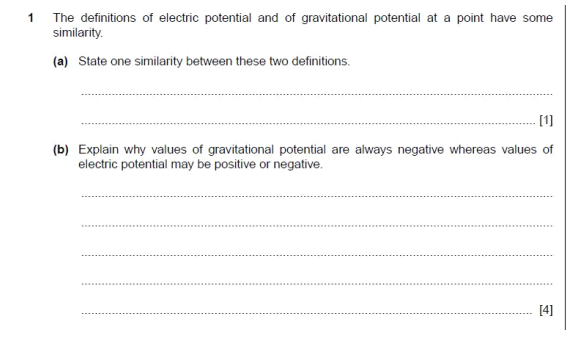 1 The definitions of electric potential and of gravitational potential at a point have some
similarity.
(a) State one similarity between these two definitions.
[1]
(b) Explain why values of gravitational potential are always negative whereas values of
electric potential may be positive or negative.
[4]